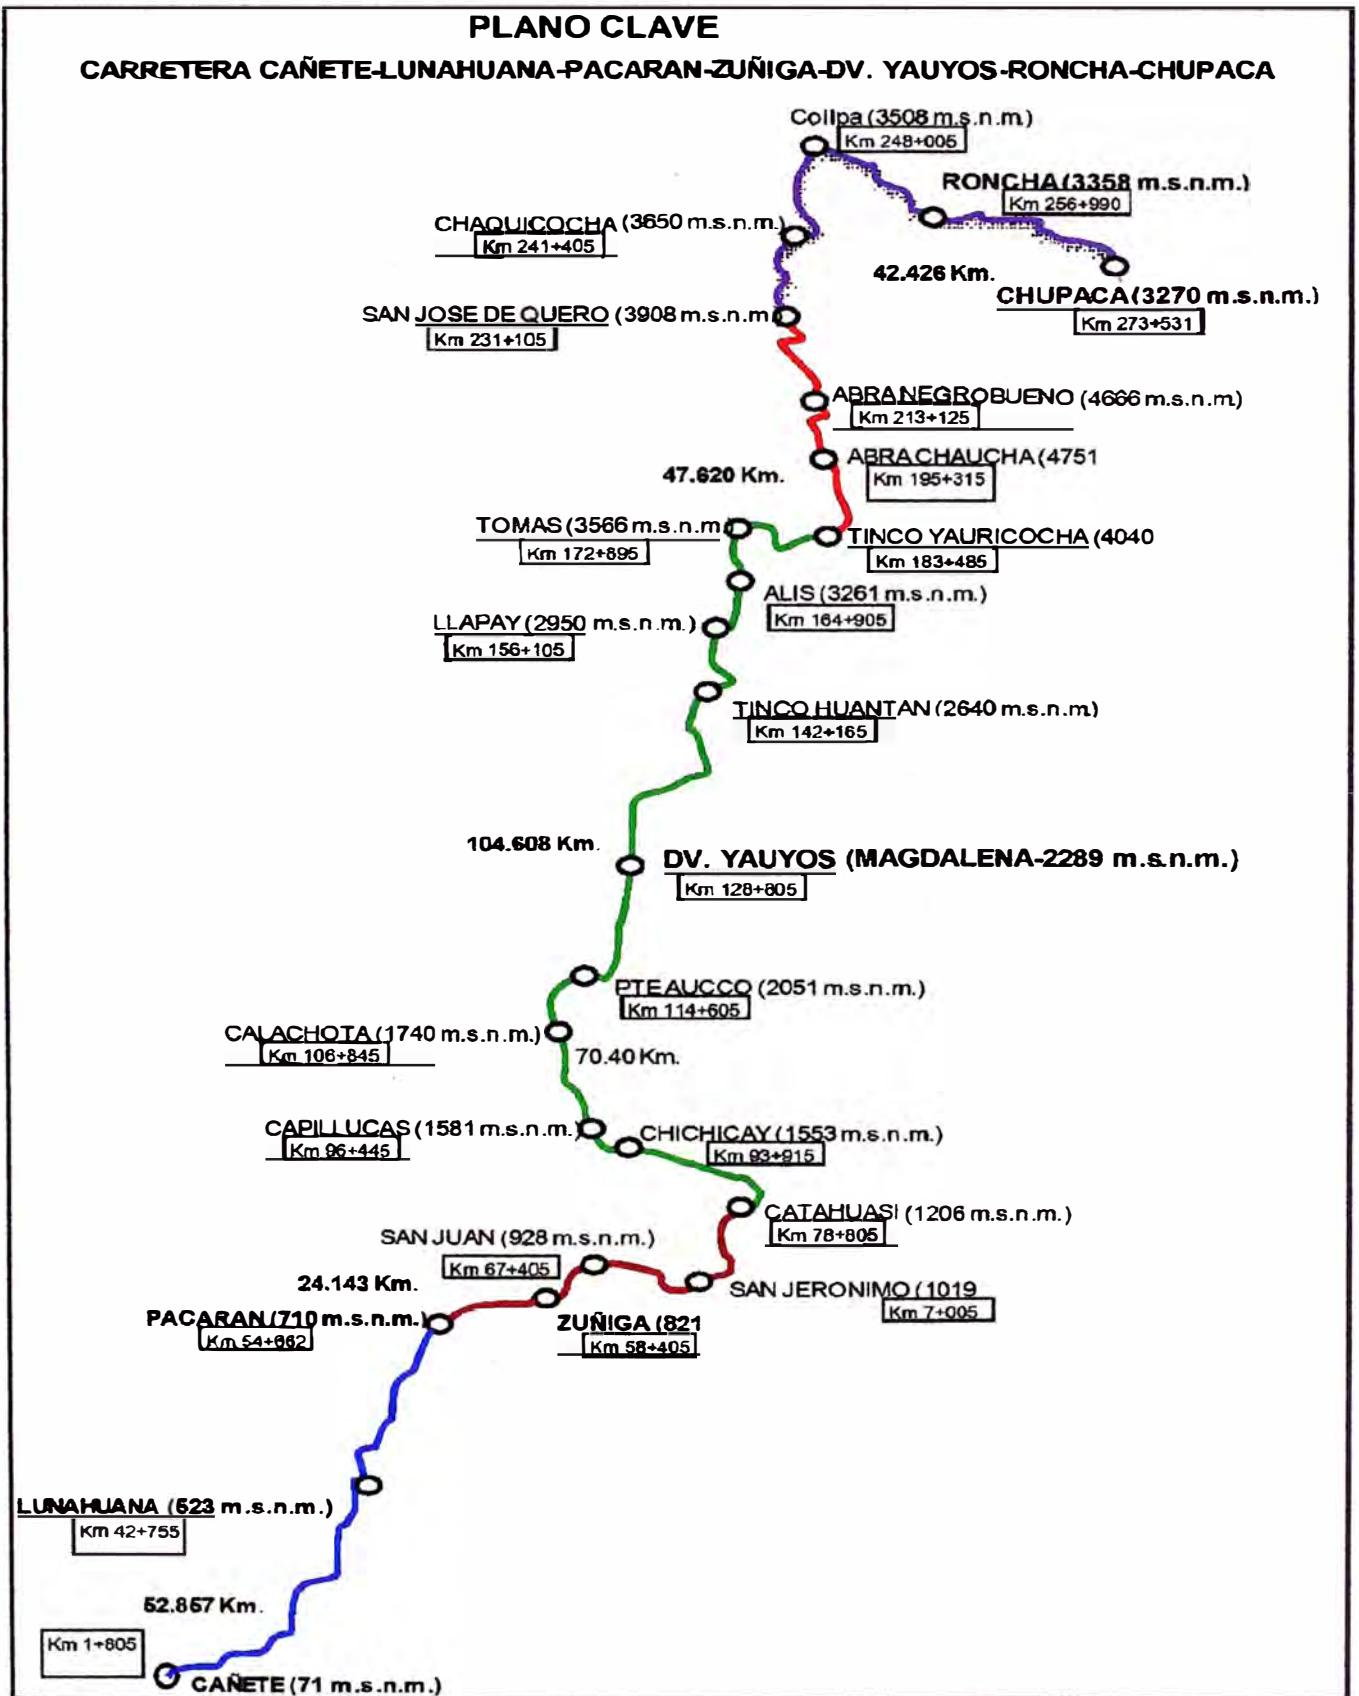 PLANO CLAVE
CARRETERA CAÑETE-LUNAHUANA-PACARAN-ZUÑIGA-DV. YAUYOS-RONCHA-CHUPACA
Collpa (3508 m.s.n.m.)
Km 248+005
RONCHA (3358 m.s.n.m.)
Km 256+990
CHAQUICOCHA (3650 m.s.n.m.)
Km 241+405
42.426 Km.
CHUPACA (3270 m.s.n.m.)
Km 273+531
SAN JOSE DE QUERO (3908 m.s.n.m.
Km 231+105
ABRA NEGROBUENO (4666 m.s.n.m.)
Km 213+125
ABRA CHAUCHA (4751
Km 195+315
47.620 Km.
TOMAS (3566 m.s.n.m.
Km 172+895
TINCO YAURICOCHA (4040
Km 183+485
ALIS (3261 m.s.n.m.)
Km 164+905
LLAPAY (2950 m.s.n.m.)
Km 156+105
TINCO HUANTAN (2640 m.s.n.m.)
Km 142+165
104.608 Km.
DV. YAUYOS (MAGDALENA-2289 m.s.n.m.)
Km 128+805
PTE AUCCO (2051 m.s.n.m.)
Km 114+605
CALACHOTA (1740 m.s.n.m.)
Km 106+845
70.40 Km.
CAPILLUCAS (1581 m.s.n.m.)
Km 96+445
CHICHICAY (1553 m.s.n.m.)
Km 93+915
CATAHUASI (1206 m.s.n.m.)
Km 78+805
SAN JUAN (928 m.s.n.m.)
Km 67+405
24.143 Km.
SAN JERONIMO (1019
Km 7+005
PACARAN (710 m.s.n.m.)
Km 54+662
ZUÑIGA (821
Km 58+405
LUNAHUANA (523 m.s.n.m.)
Km 42+755
52.857 Km.
Km 1+805
CAÑETE (71 m.s.n.m.)